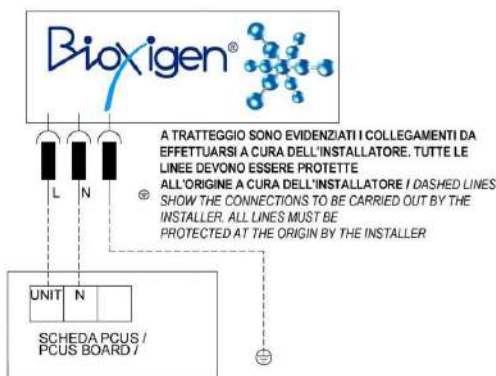 Bioxigen®
A TRATTEGGIO SONO EVIDENZIATI I COLLEGAMENTI DA
EFFETTUARSI A CURA DELL'INSTALLATORE. TUTTE LE
LINEE DEVONO ESSERE PROTETTE
ALL'ORIGINE A CURA DELL'INSTALLATORE / DASHED LINES
SHOW THE CONNECTIONS TO BE CARRIED OUT BY THE
INSTALLER. ALL LINES MUST BE
PROTECTED AT THE ORIGIN BY THE INSTALLER
L N
UNIT N
SCHEDA PCUS /
PCUS BOARD /